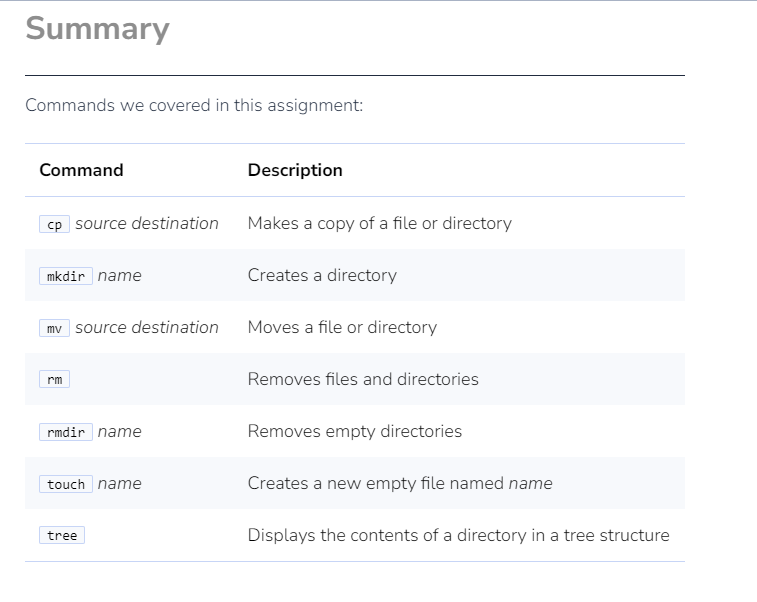 Summary
Commands we covered in this assignment:
Command Description
cp source destination Makes a copy of a file or directory
mkdir name Creates a directory
mv source destination Moves a file or directory
rm Removes files and directories
rmdir name Removes empty directories
touch name Creates a new empty file named name
tree Displays the contents of a directory in a tree structure